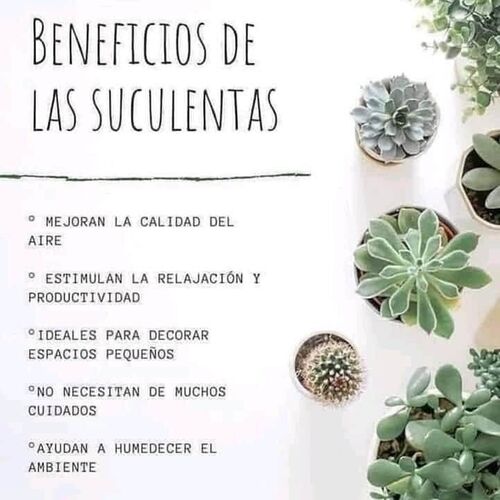 BENEFICIOS DE
LAS SUCULENTAS
° MEJORAN LA CALIDAD DEL
AIRE
° ESTIMULAN LA RELAJACIÓN Y
PRODUCTIVIDAD
°IDEALES PARA DECORAR
ESPACIOS PEQUEÑOS
°NO NECESITAN DE MUCHOS
CUIDADOS
°AYUDAN A HUMEDECER EL
AMBIENTE